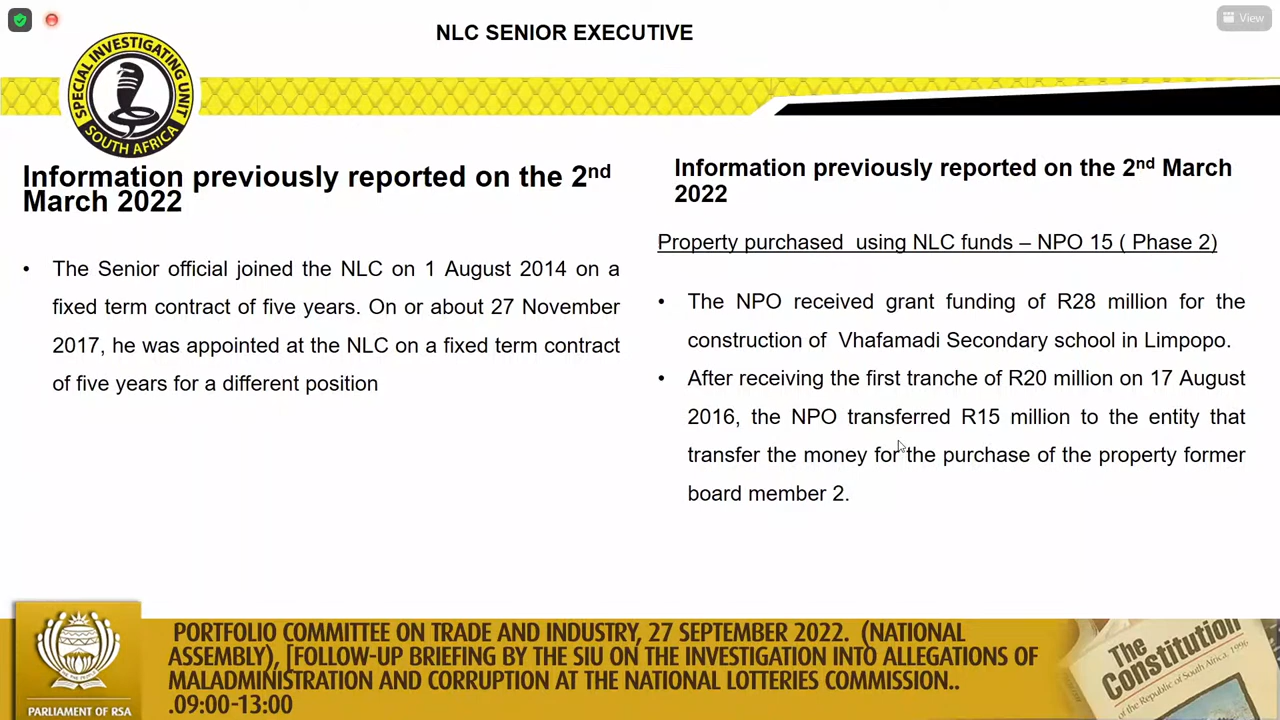 View
NLC SENIOR EXECUTIVE
SPECIAL INVESTIGATING UNIT
SOUTH AFRICA
Information previously reported on the 2nd
March 2022
• The Senior official joined the NLC on 1 August 2014 on a
fixed term contract of five years. On or about 27 November
2017, he was appointed at the NLC on a fixed term contract
of five years for a different position
Information previously reported on the 2nd March
2022
Property purchased  using NLC funds – NPO 15 ( Phase 2)
• The NPO received grant funding of R28 million for the
construction of  Vhafamadi Secondary school in Limpopo.
• After receiving the first tranche of R20 million on 17 August
2016, the NPO transferred R15 million to the entity that
transfer the money for the purchase of the property former
board member 2.
PARLIAMENT OF RSA
PORTFOLIO COMMITTEE ON TRADE AND INDUSTRY, 27 SEPTEMBER 2022.  (NATIONAL
ASSEMBLY), [FOLLOW-UP BRIEFING BY THE SIU ON THE INVESTIGATION INTO ALLEGATIONS OF
MALADMINISTRATION AND CORRUPTION AT THE NATIONAL LOTTERIES COMMISSION..
.09:00-13:00
The
Constitution
of the Republic of South Africa, 1996